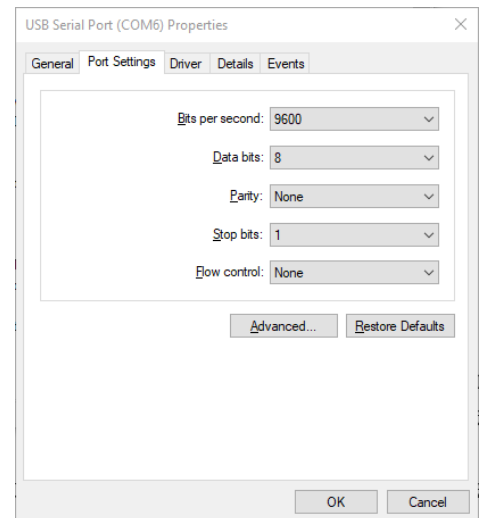 USB Serial Port (COM6) Properties
General Port Settings Driver Details Events
Bits per second: 9600
Data bits: 8
Parity: None
Stop bits: 1
Flow control: None
Advanced... Restore Defaults
OK Cancel